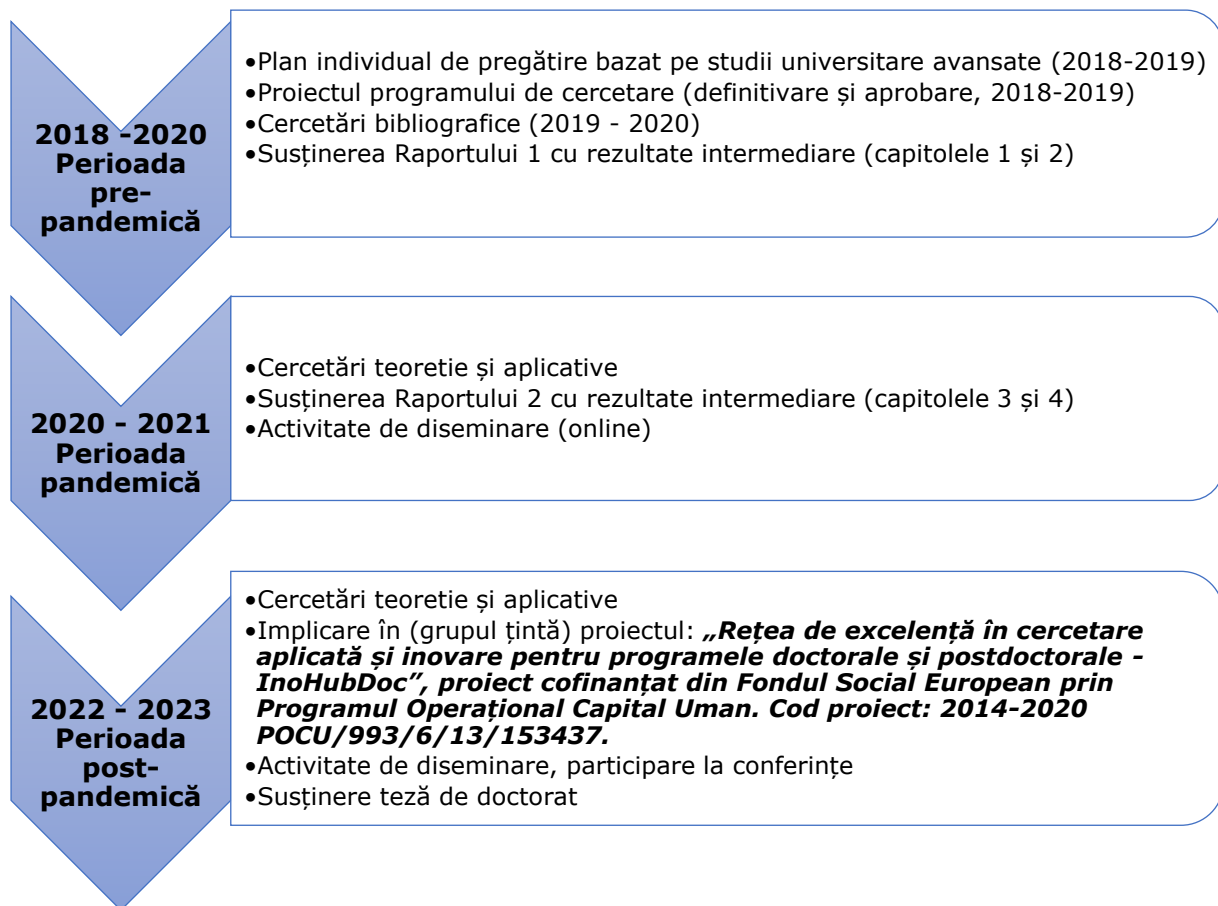 2018 -2020
Perioada
pre-
pandemică
•Plan individual de pregătire bazat pe studii universitare avansate (2018-2019)
•Proiectul programului de cercetare (definitivare și aprobare, 2018-2019)
•Cercetări bibliografice (2019 - 2020)
•Susținerea Raportului 1 cu rezultate intermediare (capitolele 1 și 2)
2020 - 2021
Perioada
pandemică
•Cercetări teoretie și aplicative
•Susținerea Raportului 2 cu rezultate intermediare (capitolele 3 și 4)
•Activitate de diseminare (online)
2022 - 2023
Perioada
post-
pandemică
•Cercetări teoretie și aplicative
•Implicare în (grupul țintă) proiectul: „Rețea de excelență în cercetare
aplicată și inovare pentru programele doctorale și postdoctorale -
InoHubDoc”, proiect cofinanțat din Fondul Social European prin
Programul Operațional Capital Uman. Cod proiect: 2014-2020
POCU/993/6/13/153437.
•Activitate de diseminare, participare la conferințe
•Susținere teză de doctorat